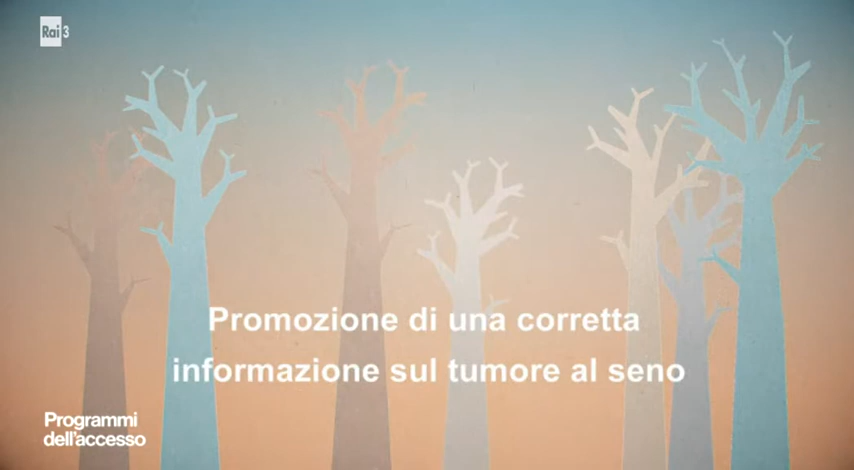 Rai 3
Promozione di una corretta
informazione sul tumore al seno
Programmi
dell'accesso